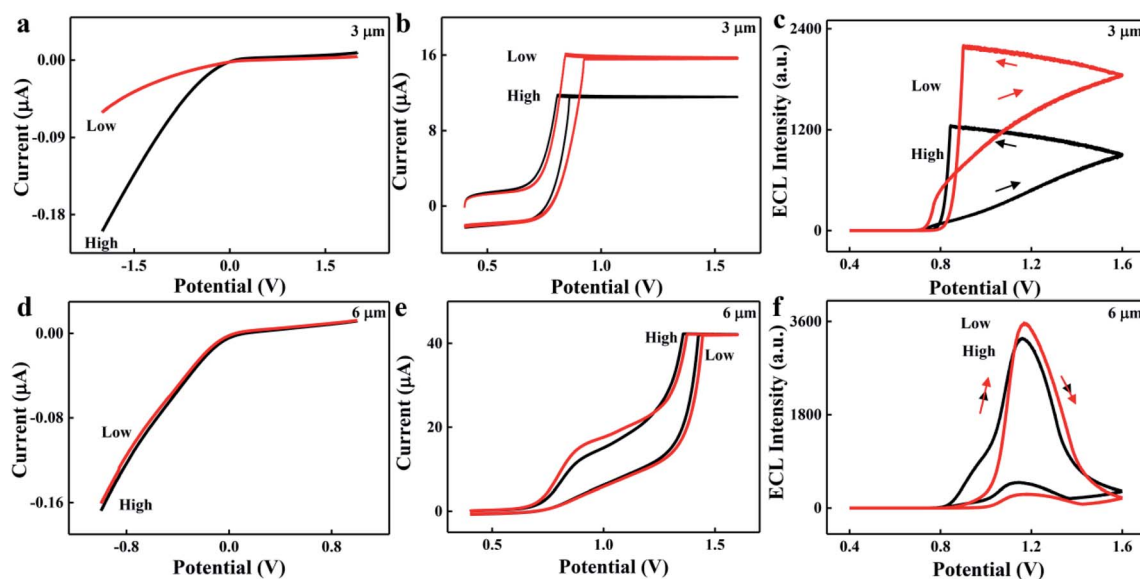 a
3 μm
0.00
-0.09
-0.18
Current (μA)
Low
High
-1.5
0.0
1.5
Potential (V)
b
3 μm
16
8
0
Current (μA)
Low
High
0.4
1.0
1.6
Potential (V)
c
3 μm
2400
1200
0
ECL Intensity (a.u.)
Low
High
0.4
0.8
1.2
1.6
Potential (V)
d
6 μm
0.00
-0.08
-0.16
Current (μA)
Low
High
-0.8
0.0
0.8
Potential (V)
e
6 μm
40
20
0
Current (μA)
High
Low
0.5
1.0
1.5
Potential (V)
f
6 μm
3600
1800
0
ECL Intensity (a.u.)
Low
High
0.4
0.8
1.2
1.6
Potential (V)